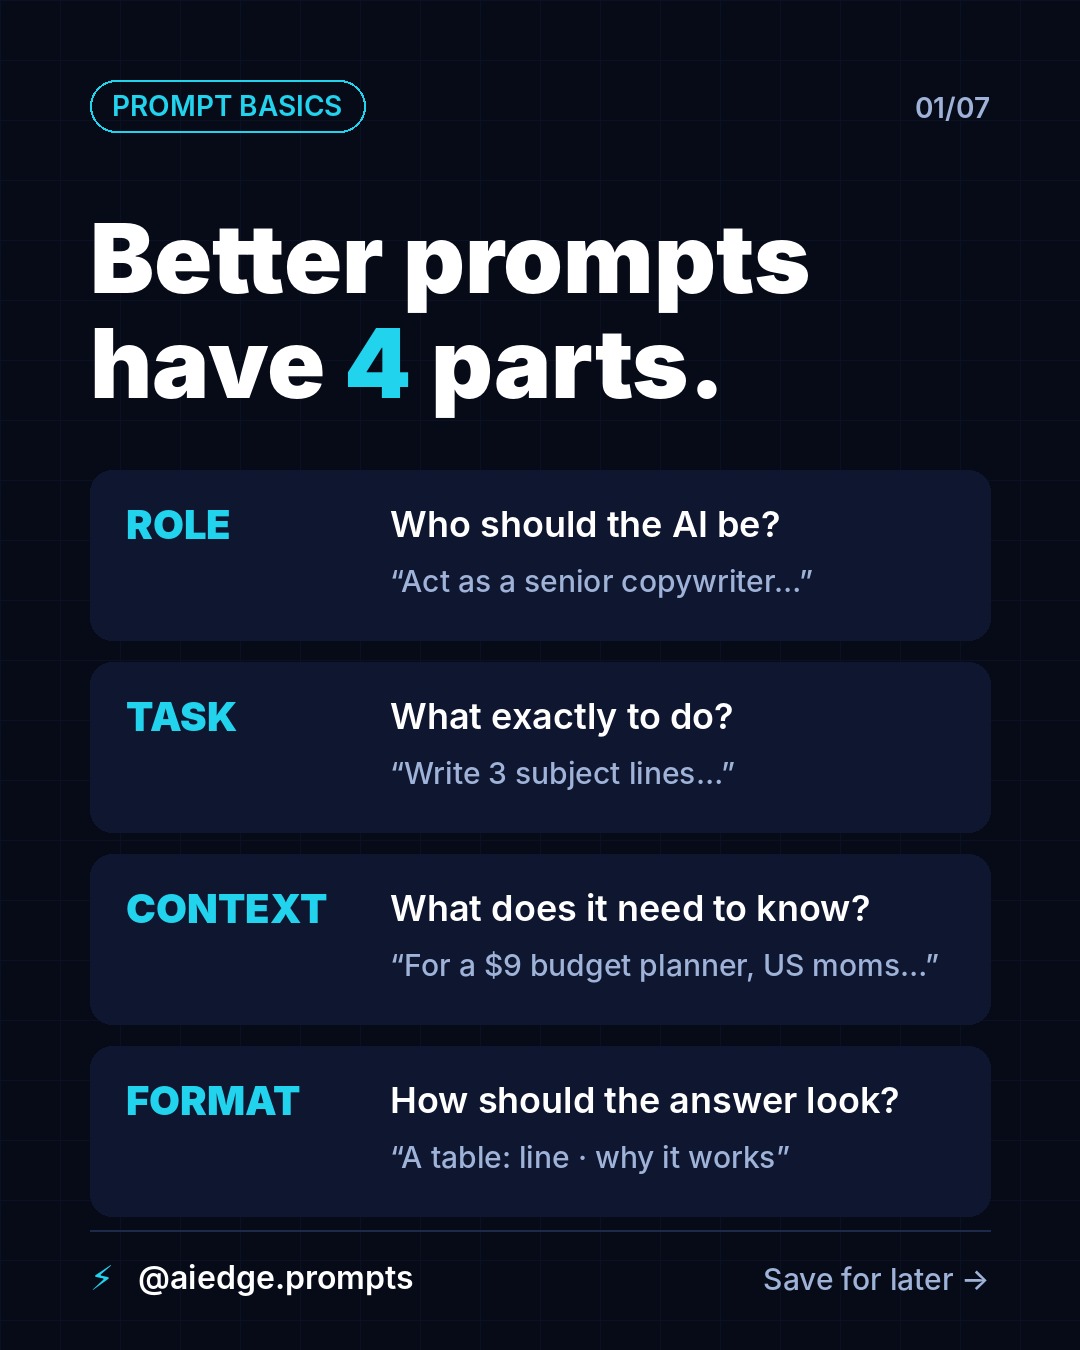 PROMPT BASICS
01/07
Better prompts
have 4 parts.
ROLE
Who should the AI be?
“Act as a senior copywriter…”
TASK
What exactly to do?
“Write 3 subject lines…”
CONTEXT
What does it need to know?
“For a $9 budget planner, US moms…”
FORMAT
How should the answer look?
“A table: line · why it works”
⚡ @aiedge.prompts
Save for later →